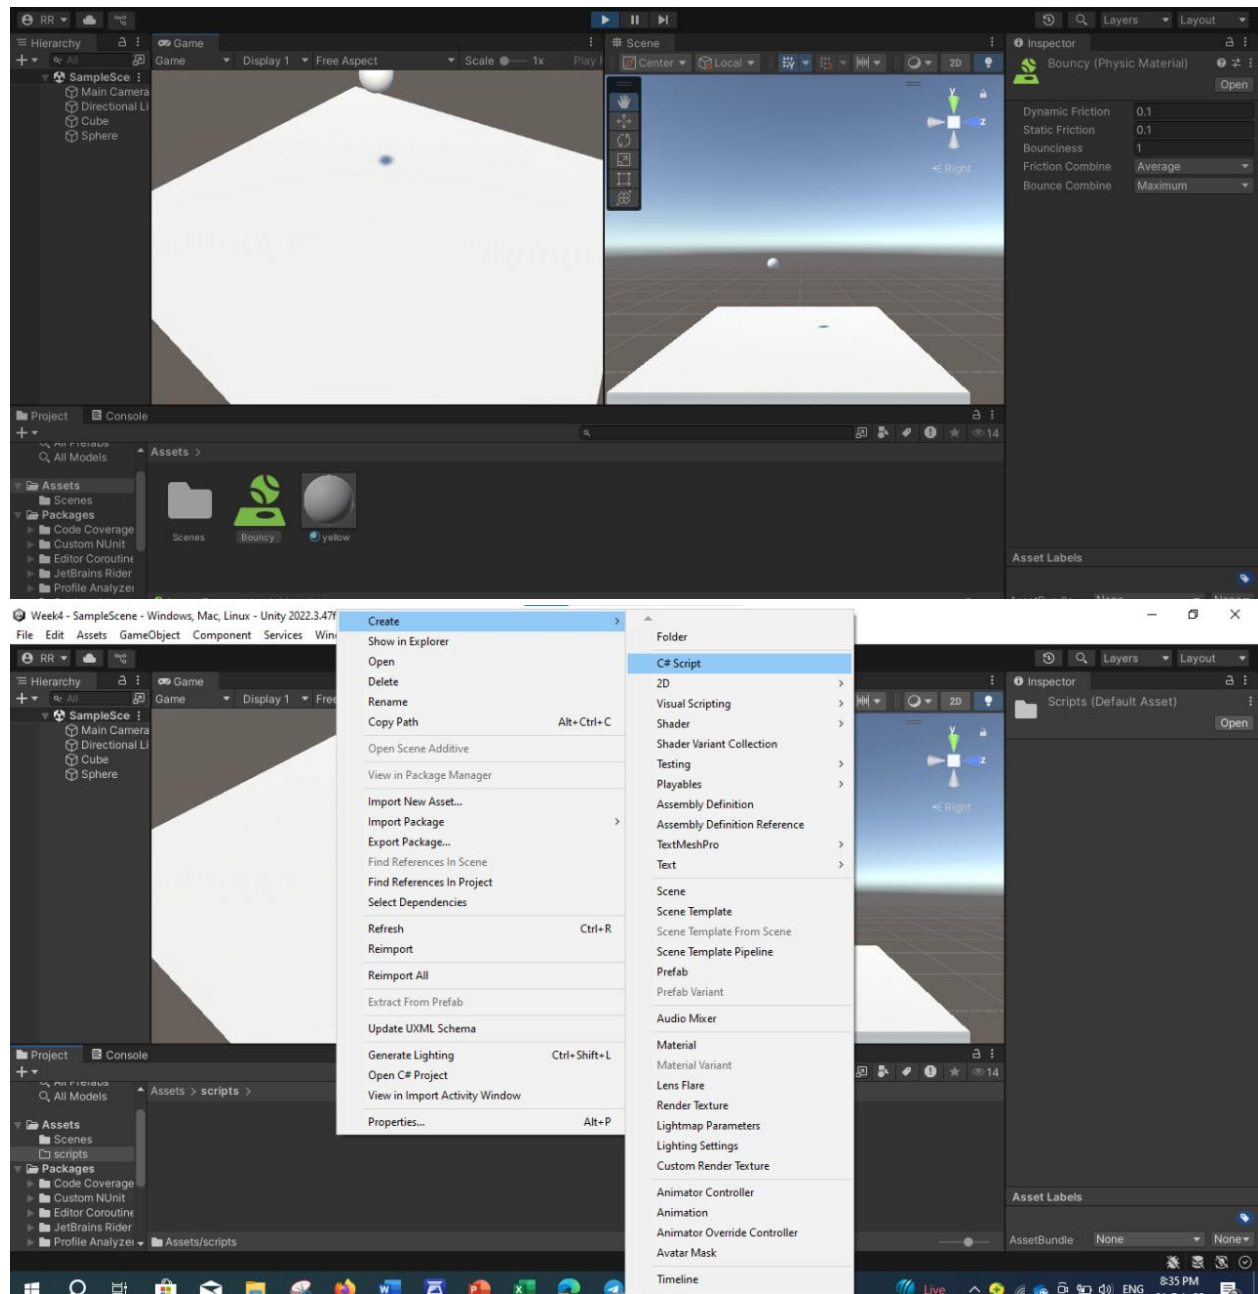 RR
Layers Layout
Hierarchy Game Scene Inspector
All Game Display 1 Free Aspect Scale 1x Play Center Local 2D Bouncy (Physic Material)
Open
SampleSce
Main Camera
Directional Li
Cube
Sphere
y
z
Right
Dynamic Friction 0.1
Static Friction 0.1
Bounciness 1
Friction Combine Average
Bounce Combine Maximum
Project Console
14
All Prefabs
All Models
Assets >
Assets
Scenes
Packages
Code Coverage
Custom NUnit
Editor Coroutine
JetBrains Rider
Profile Analyzer
Scenes Bouncy yellow
Asset Labels
Week4 - SampleScene - Windows, Mac, Linux - Unity 2022.3.47f
File Edit Assets GameObject Component Services Win
RR
Layers Layout
Hierarchy Game Inspector
All Game Display 1 Free 2D Scripts (Default Asset)
Open
SampleSce
Main Camera
Directional Li
Cube
Sphere
Create
Show in Explorer
Open
Delete
Rename
Copy Path Alt+Ctrl+C
Open Scene Additive
View in Package Manager
Import New Asset...
Import Package
Export Package...
Find References In Scene
Find References In Project
Select Dependencies
Refresh Ctrl+R
Reimport
Reimport All
Extract From Prefab
Update UXML Schema
Generate Lighting Ctrl+Shift+L
Open C# Project
View in Import Activity Window
Properties... Alt+P
Folder
C# Script
2D
Visual Scripting
Shader
Shader Variant Collection
Testing
Playables
Assembly Definition
Assembly Definition Reference
TextMeshPro
Text
Scene
Scene Template
Scene Template From Scene
Scene Template Pipeline
Prefab
Prefab Variant
Audio Mixer
Material
Material Variant
Lens Flare
Render Texture
Lightmap Parameters
Lighting Settings
Custom Render Texture
Animator Controller
Animation
Animator Override Controller
Avatar Mask
Timeline
y
z
Right
Project Console
14
All Prefabs
All Models
Assets > scripts >
Assets
Scenes
scripts
Packages
Code Coverage
Custom NUnit
Editor Coroutine
JetBrains Rider
Profile Analyzer
Assets/scripts
Asset Labels
AssetBundle None None
Live ENG 8:35 PM